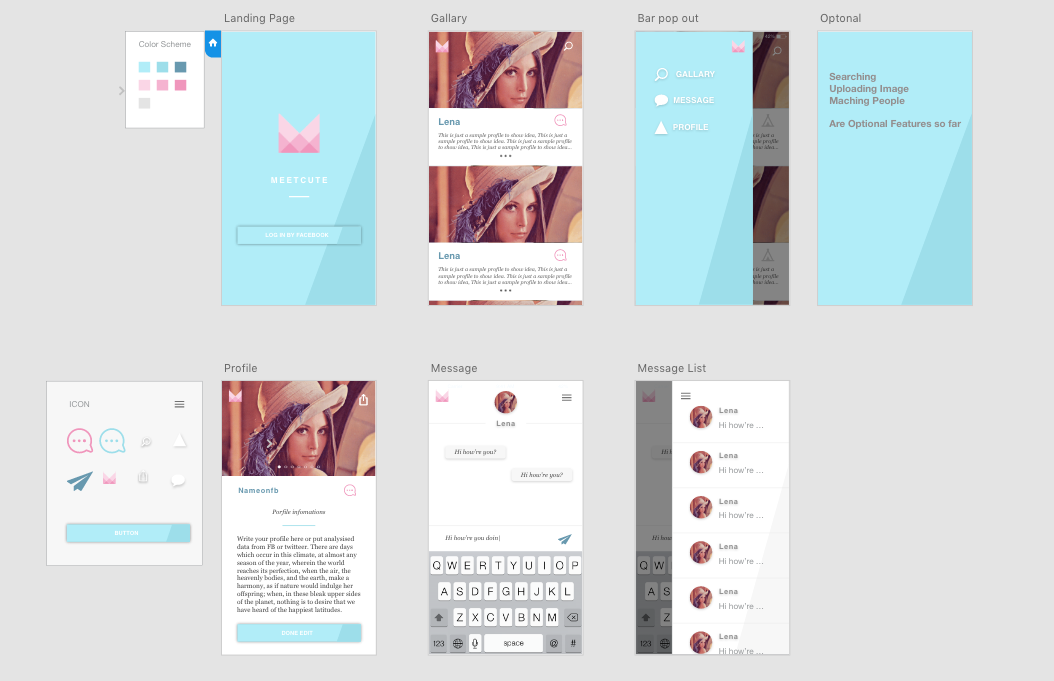 Landing Page
Gallary
Bar pop out
Optonal
Color Scheme
MEETCUTE
LOG IN BY FACEBOOK
Lena
This is just a sample profile to show idea, This is just a
sample profile to show idea, This is just a sample profile
to show idea, This is just a sample profile to show idea...
Lena
This is just a sample profile to show idea, This is just a
sample profile to show idea, This is just a sample profile
to show idea, This is just a sample profile to show idea...
GALLARY
MESSAGE
PROFILE
Searching
Uploading Image
Maching People
Are Optional Features so far
Profile
Message
Message List
ICON
BUTTON
Nameonfb
Porfile infomations
Write your profile here or put analysised
data from FB or twitteer. There are days
which occur in this climate, at almost any
season of the year, wherein the world
reaches its perfection, when the air, the
heavenly bodies, and the earth, make a
harmony, as if nature would indulge her
offspring; when, in these bleak upper sides
of the planet, nothing is to desire that we
have heard of the happiest latitudes.
DONE EDIT
Lena
Hi how're you?
Hi how're you?
Hi how're you doin|
Q W E R T Y U I O P
A S D F G H J K L
Z X C V B N M
123 space @ #
Hi h
Hi how
Q W
A S
123
Lena
Hi how're ...
Lena
Hi how're ...
Lena
Hi how're ...
Lena
Hi how're ...
Lena
Hi how're ...
Lena
Hi how're ...